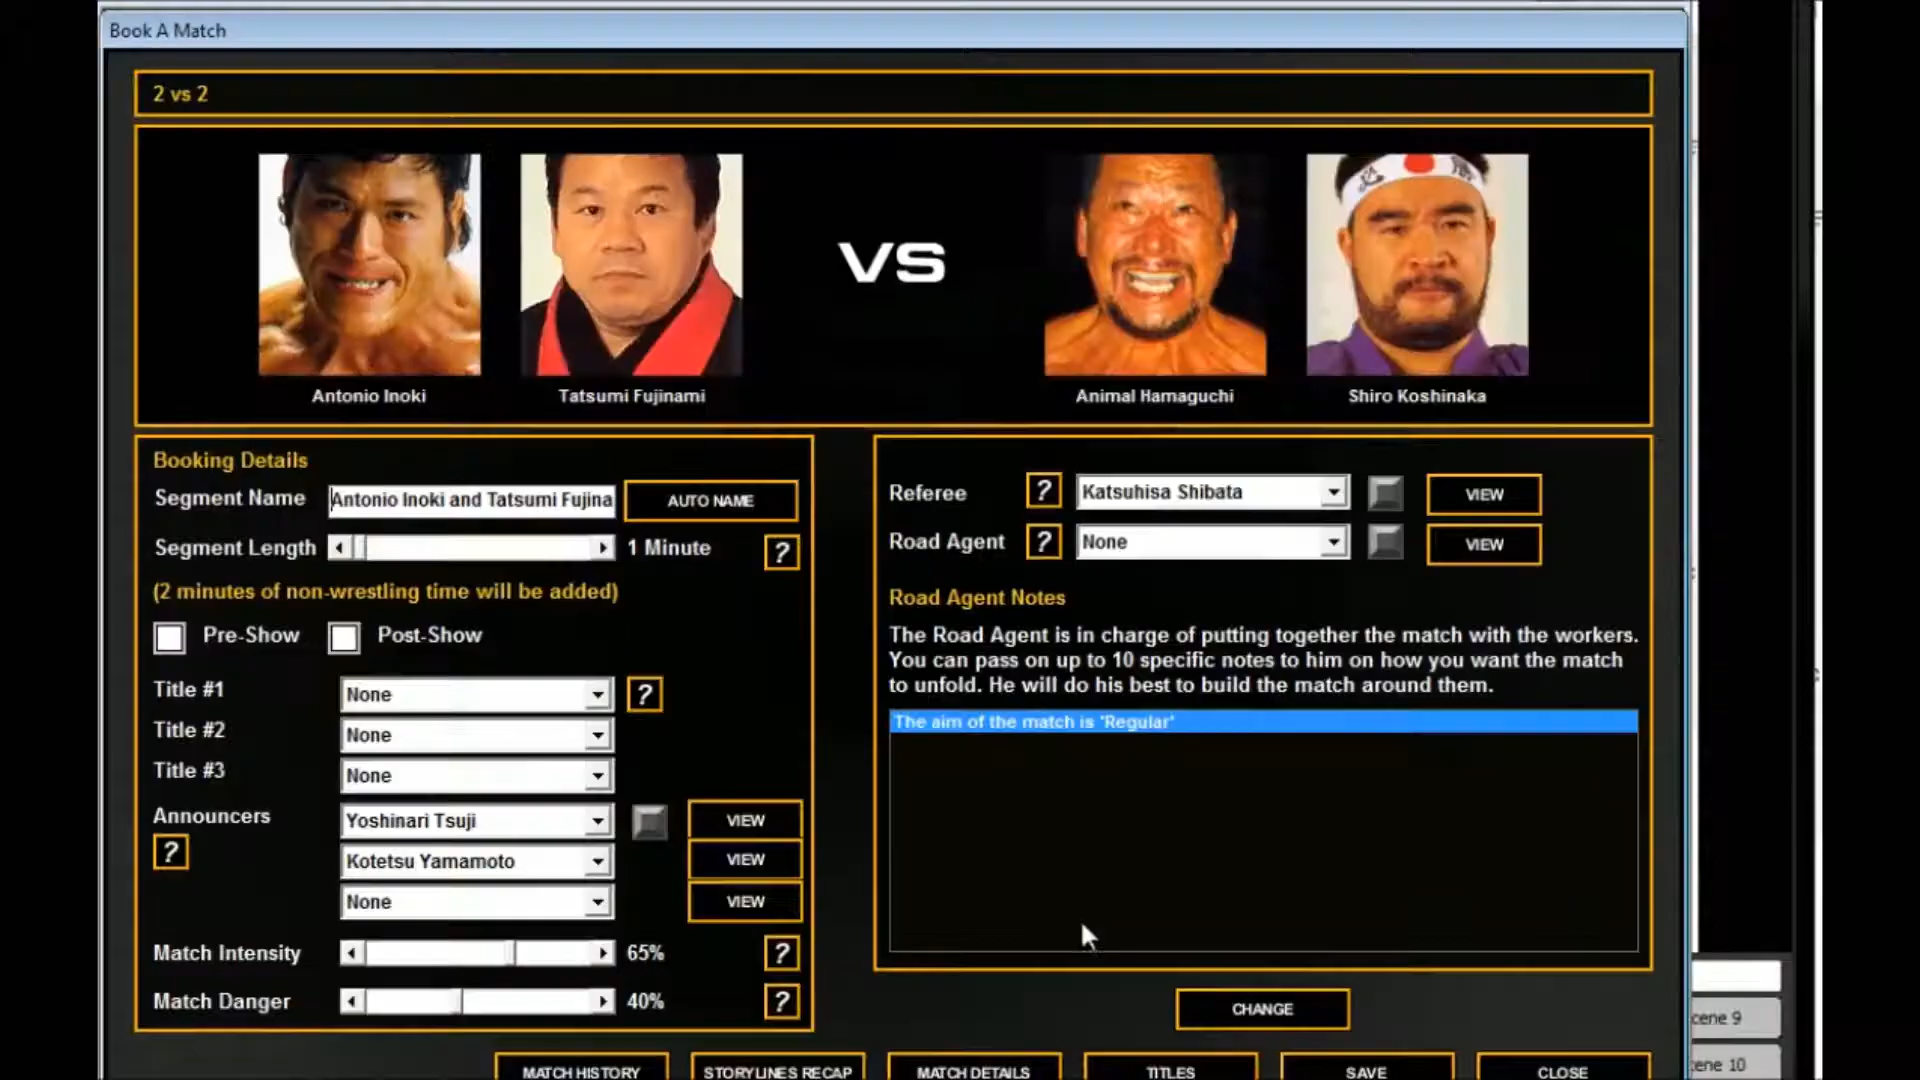 Book A Match
2 vs 2
VS
Antonio Inoki
Tatsumi Fujinami
Animal Hamaguchi
Shiro Koshinaka
Booking Details
Segment Name
Antonio Inoki and Tatsumi Fujina
AUTO NAME
Segment Length
1 Minute
?
(2 minutes of non-wrestling time will be added)
Pre-Show
Post-Show
Title #1
None
?
Title #2
None
Title #3
None
Announcers
?
Yoshinari Tsuji
VIEW
Kotetsu Yamamoto
VIEW
None
VIEW
Match Intensity
65%
?
Match Danger
40%
?
Referee
?
Katsuhisa Shibata
VIEW
Road Agent
?
None
VIEW
Road Agent Notes
The Road Agent is in charge of putting together the match with the workers.
You can pass on up to 10 specific notes to him on how you want the match
to unfold. He will do his best to build the match around them.
The aim of the match is 'Regular'
CHANGE
MATCH HISTORY
STORYLINES RECAP
MATCH DETAILS
TITLES
SAVE
CLOSE
cene 9
cene 10